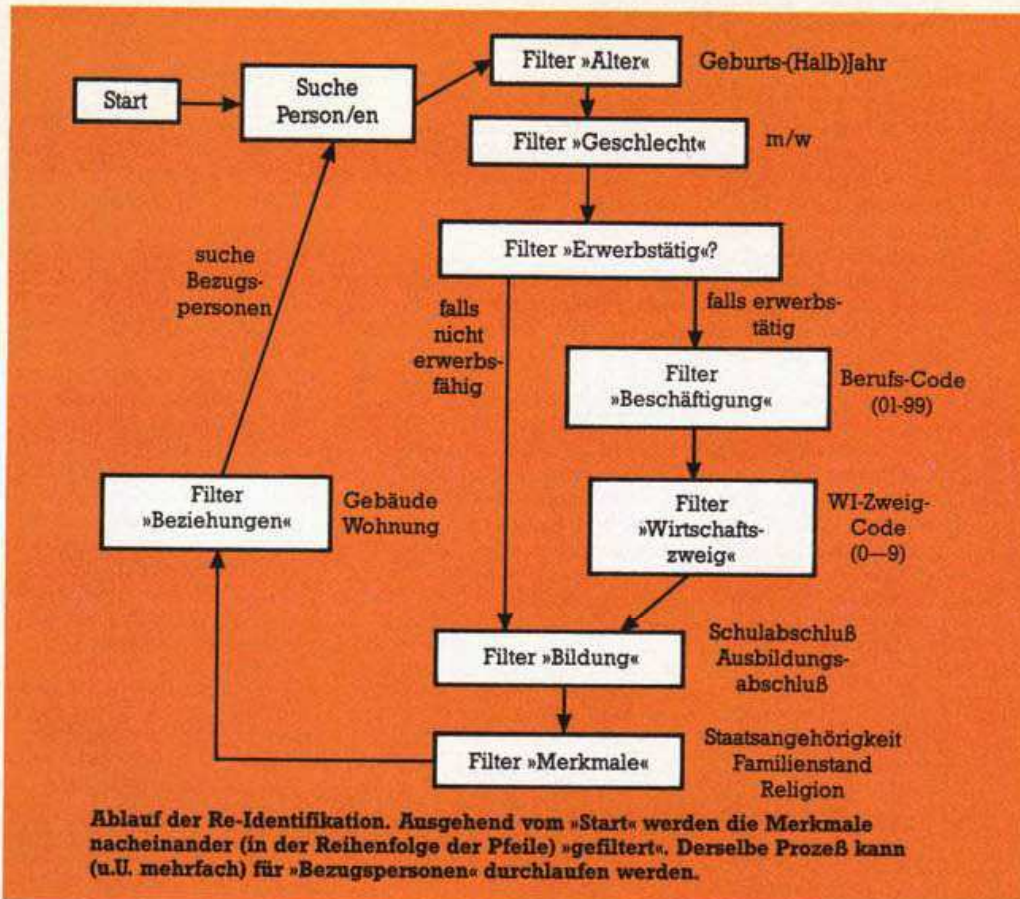 Start
Suche
Person/en
Filter »Alter«
Geburts-(Halb)Jahr
Filter »Geschlecht«
m/w
Filter »Erwerbstätig«?
suche
Bezugs-
personen
falls
nicht
erwerbs-
fähig
falls erwerbs-
tätig
Filter
»Beschäftigung«
Berufs-Code
(01-99)
Filter
»Beziehungen«
Gebäude
Wohnung
Filter
»Wirtschafts-
zweig«
WI-Zweig-
Code
(0—9)
Filter »Bildung«
Schulabschluß
Ausbildungs-
abschluß
Filter »Merkmale«
Staatsangehörigkeit
Familienstand
Religion
Ablauf der Re-Identifikation. Ausgehend vom »Start« werden die Merkmale
nacheinander (in der Reihenfolge der Pfeile) »gefiltert«. Derselbe Prozeß kann
(u.U. mehrfach) für »Bezugspersonen« durchlaufen werden.